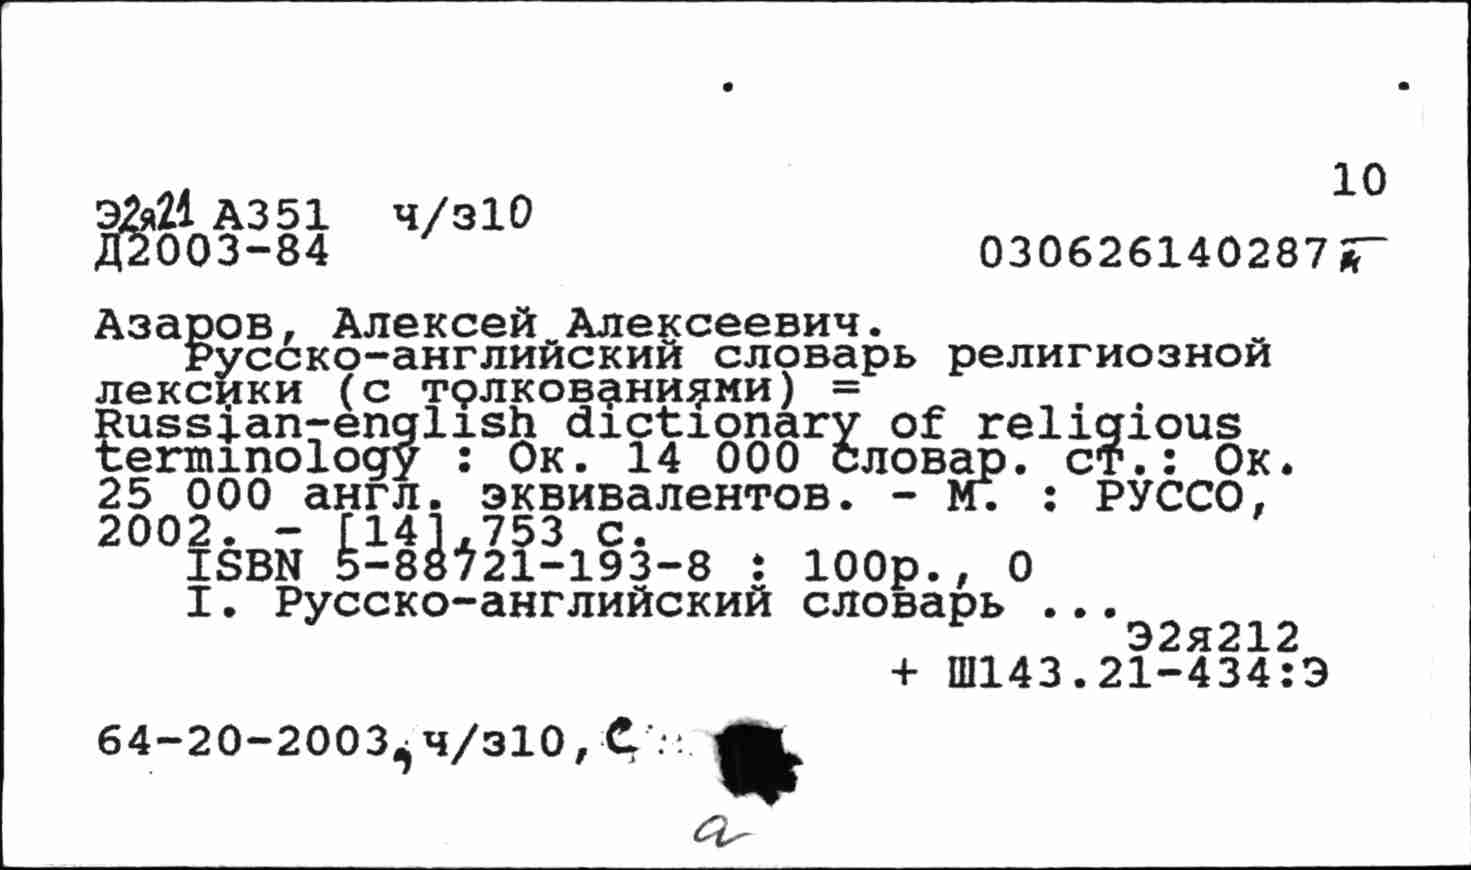 10
Э2я21 А351 ч/з10
Д2003-84 030626140287
Азаров, Алексей Алексеевич.
Русско-английский словарь религиозной
лексики (с толкованиями) =
Russian-english dictionary of religious
terminology : Ок. 14 000 словар. ст.: Ок.
25 000 англ. эквивалентов. - М. : РУССО,
2002. - [14],753 с.
ISBN 5-88721-193-8 : 100р., 0
I. Русско-английский словарь ...
Э2я212
+ Ш143.21-434:Э
64-20-2003, ч/з10, С
а